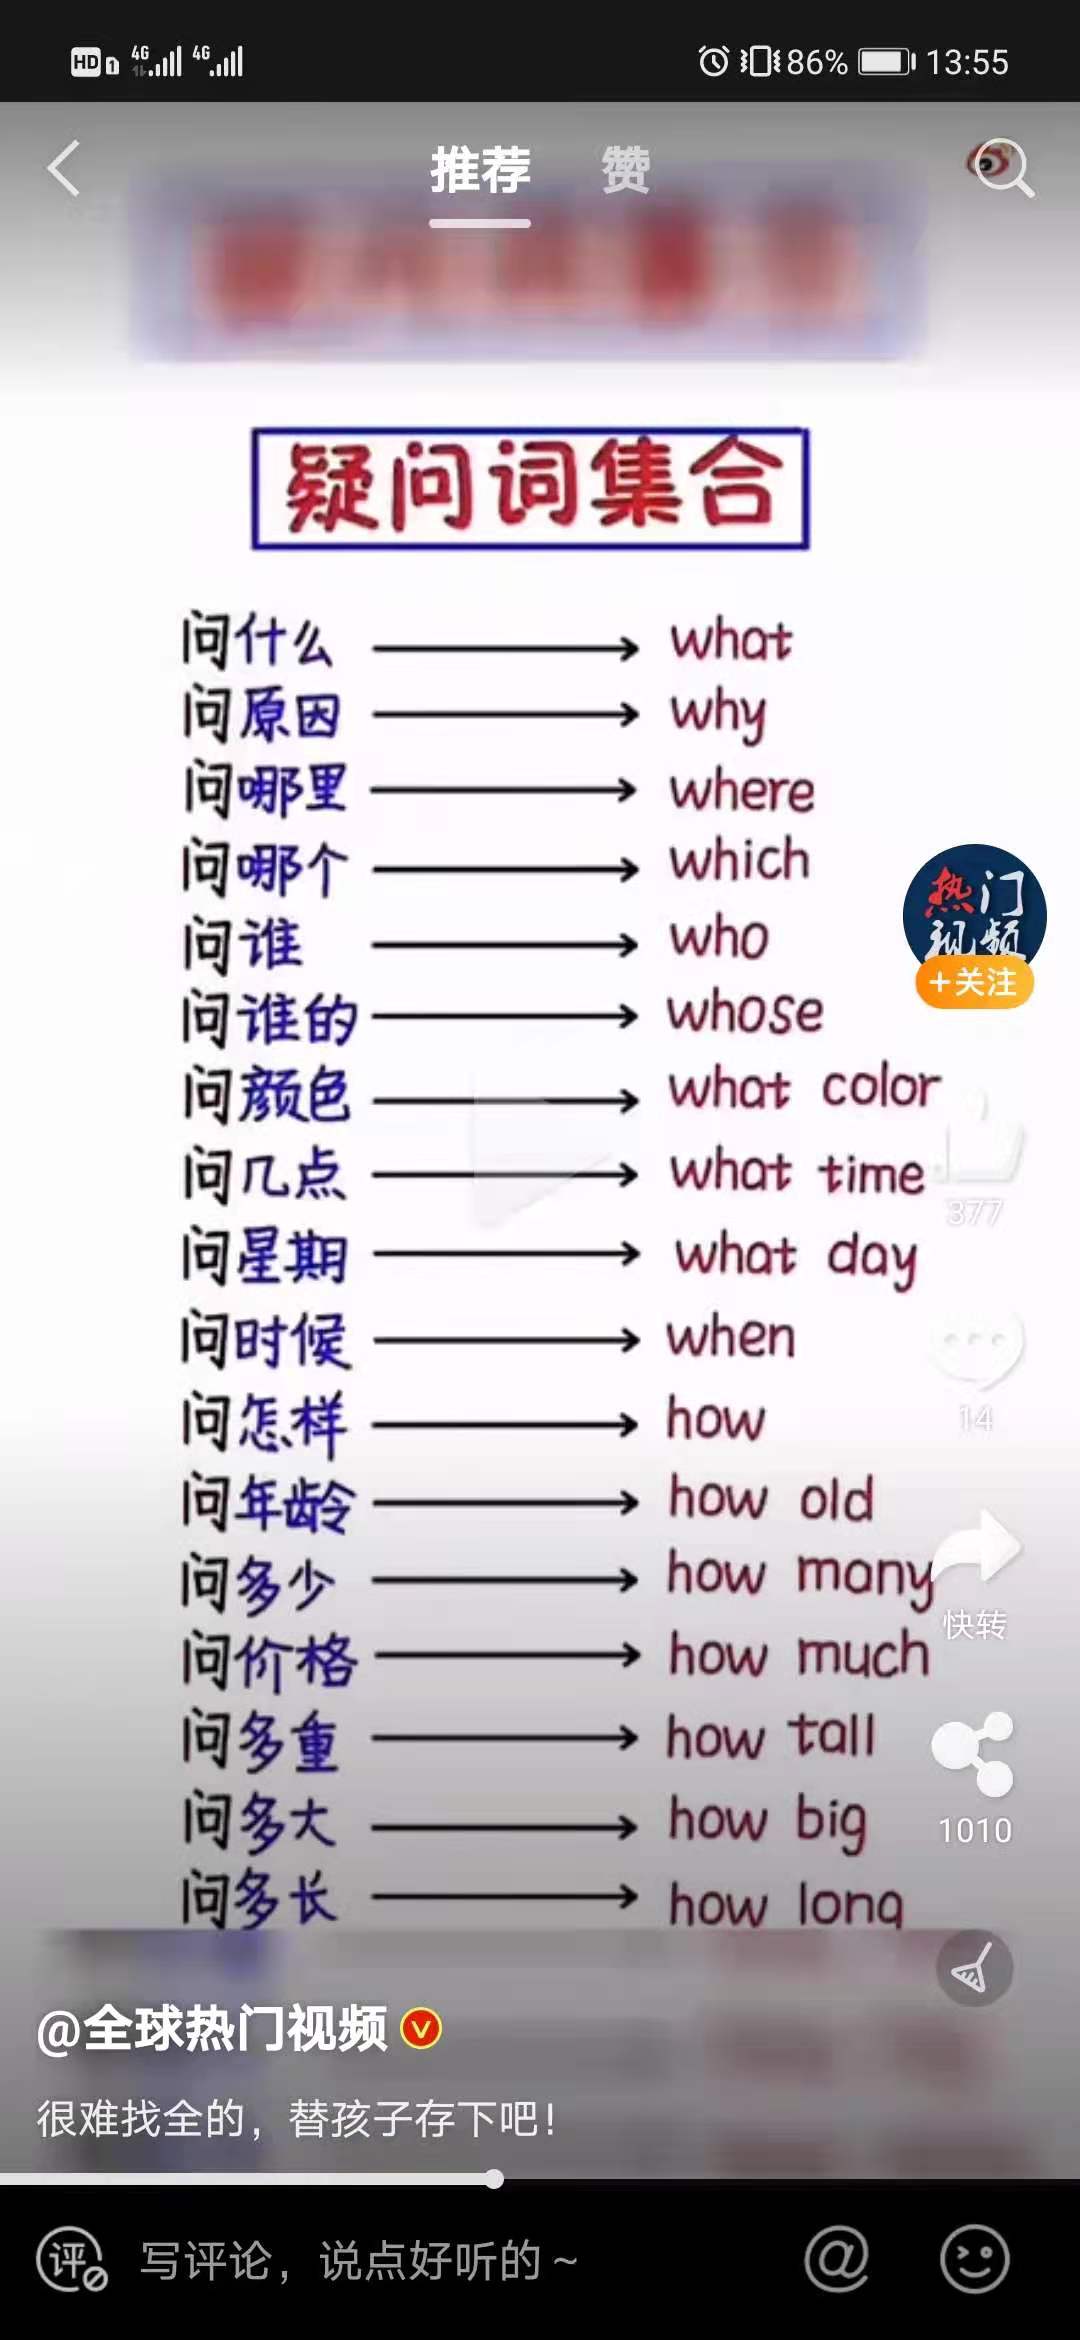 HD 1 4G 4G 86% 13:55
推荐 赞
疑问词集合
问什么 what
问原因 why
问哪里 where
问哪个 which
问谁 who
问谁的 whose
问颜色 what color
问几点 what time
问星期 what day
问时候 when
问怎样 how
问年龄 how old
问多少 how many
问价格 how much
问多重 how tall
问多大 how big
问多长 how long
热门
视频
+关注
377
14
快转
1010
@全球热门视频
很难找全的，替孩子存下吧！
评 写评论，说点好听的~ @